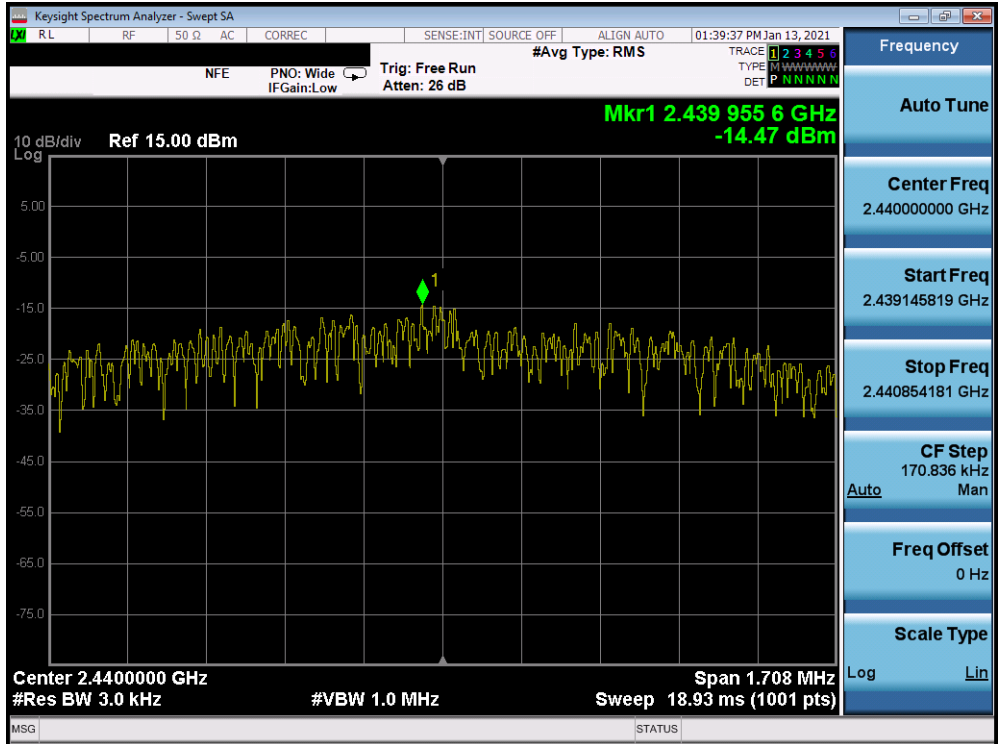 Keysight Spectrum Analyzer - Swept SA
LXI RL RF 50 Ω AC CORREC SENSE:INT SOURCE OFF ALIGN AUTO 01:39:37 PM Jan 13, 2021
NFE PNO: Wide IFGain:Low Trig: Free Run Atten: 26 dB #Avg Type: RMS
TRACE 1 2 3 4 5 6
TYPE M W W W W W
DET P N N N N N
Mkr1 2.439 955 6 GHz
-14.47 dBm
10 dB/div Ref 15.00 dBm
Log
5.00
-5.00
1
-15.0
-25.0
-35.0
-45.0
-55.0
-65.0
-75.0
Center 2.4400000 GHz Span 1.708 MHz
#Res BW 3.0 kHz #VBW 1.0 MHz Sweep 18.93 ms (1001 pts)
MSG STATUS
Frequency
Auto Tune
Center Freq
2.440000000 GHz
Start Freq
2.439145819 GHz
Stop Freq
2.440854181 GHz
CF Step
170.836 kHz
Auto Man
Freq Offset
0 Hz
Scale Type
Log Lin